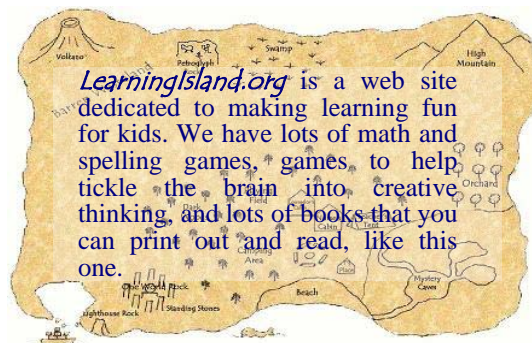 Volcano
Petroglyph
Swamp
High
Mountain
LearningIsland.org is a web site
dedicated to making learning fun
for kids. We have lots of math and
spelling games, games to help
tickle the brain into creative
thinking, and lots of books that you
can print out and read, like this
one.
Orchard
Field
Cabin
Camping
Area
Place
Mystery
Caves
One World Rock
Beach
Standing Stones
Lighthouse Rock